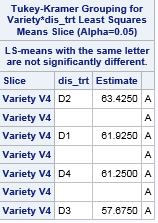 Tukey-Kramer Grouping for
Variety*dis_trt Least Squares
Means Slice (Alpha=0.05)
LS-means with the same letter
are not significantly different.
Slice dis_trt Estimate
Variety V4 D2 63.4250 A
Variety V4 A
Variety V4 D1 61.9250 A
Variety V4 A
Variety V4 D4 61.2500 A
Variety V4 A
Variety V4 D3 57.6750 A